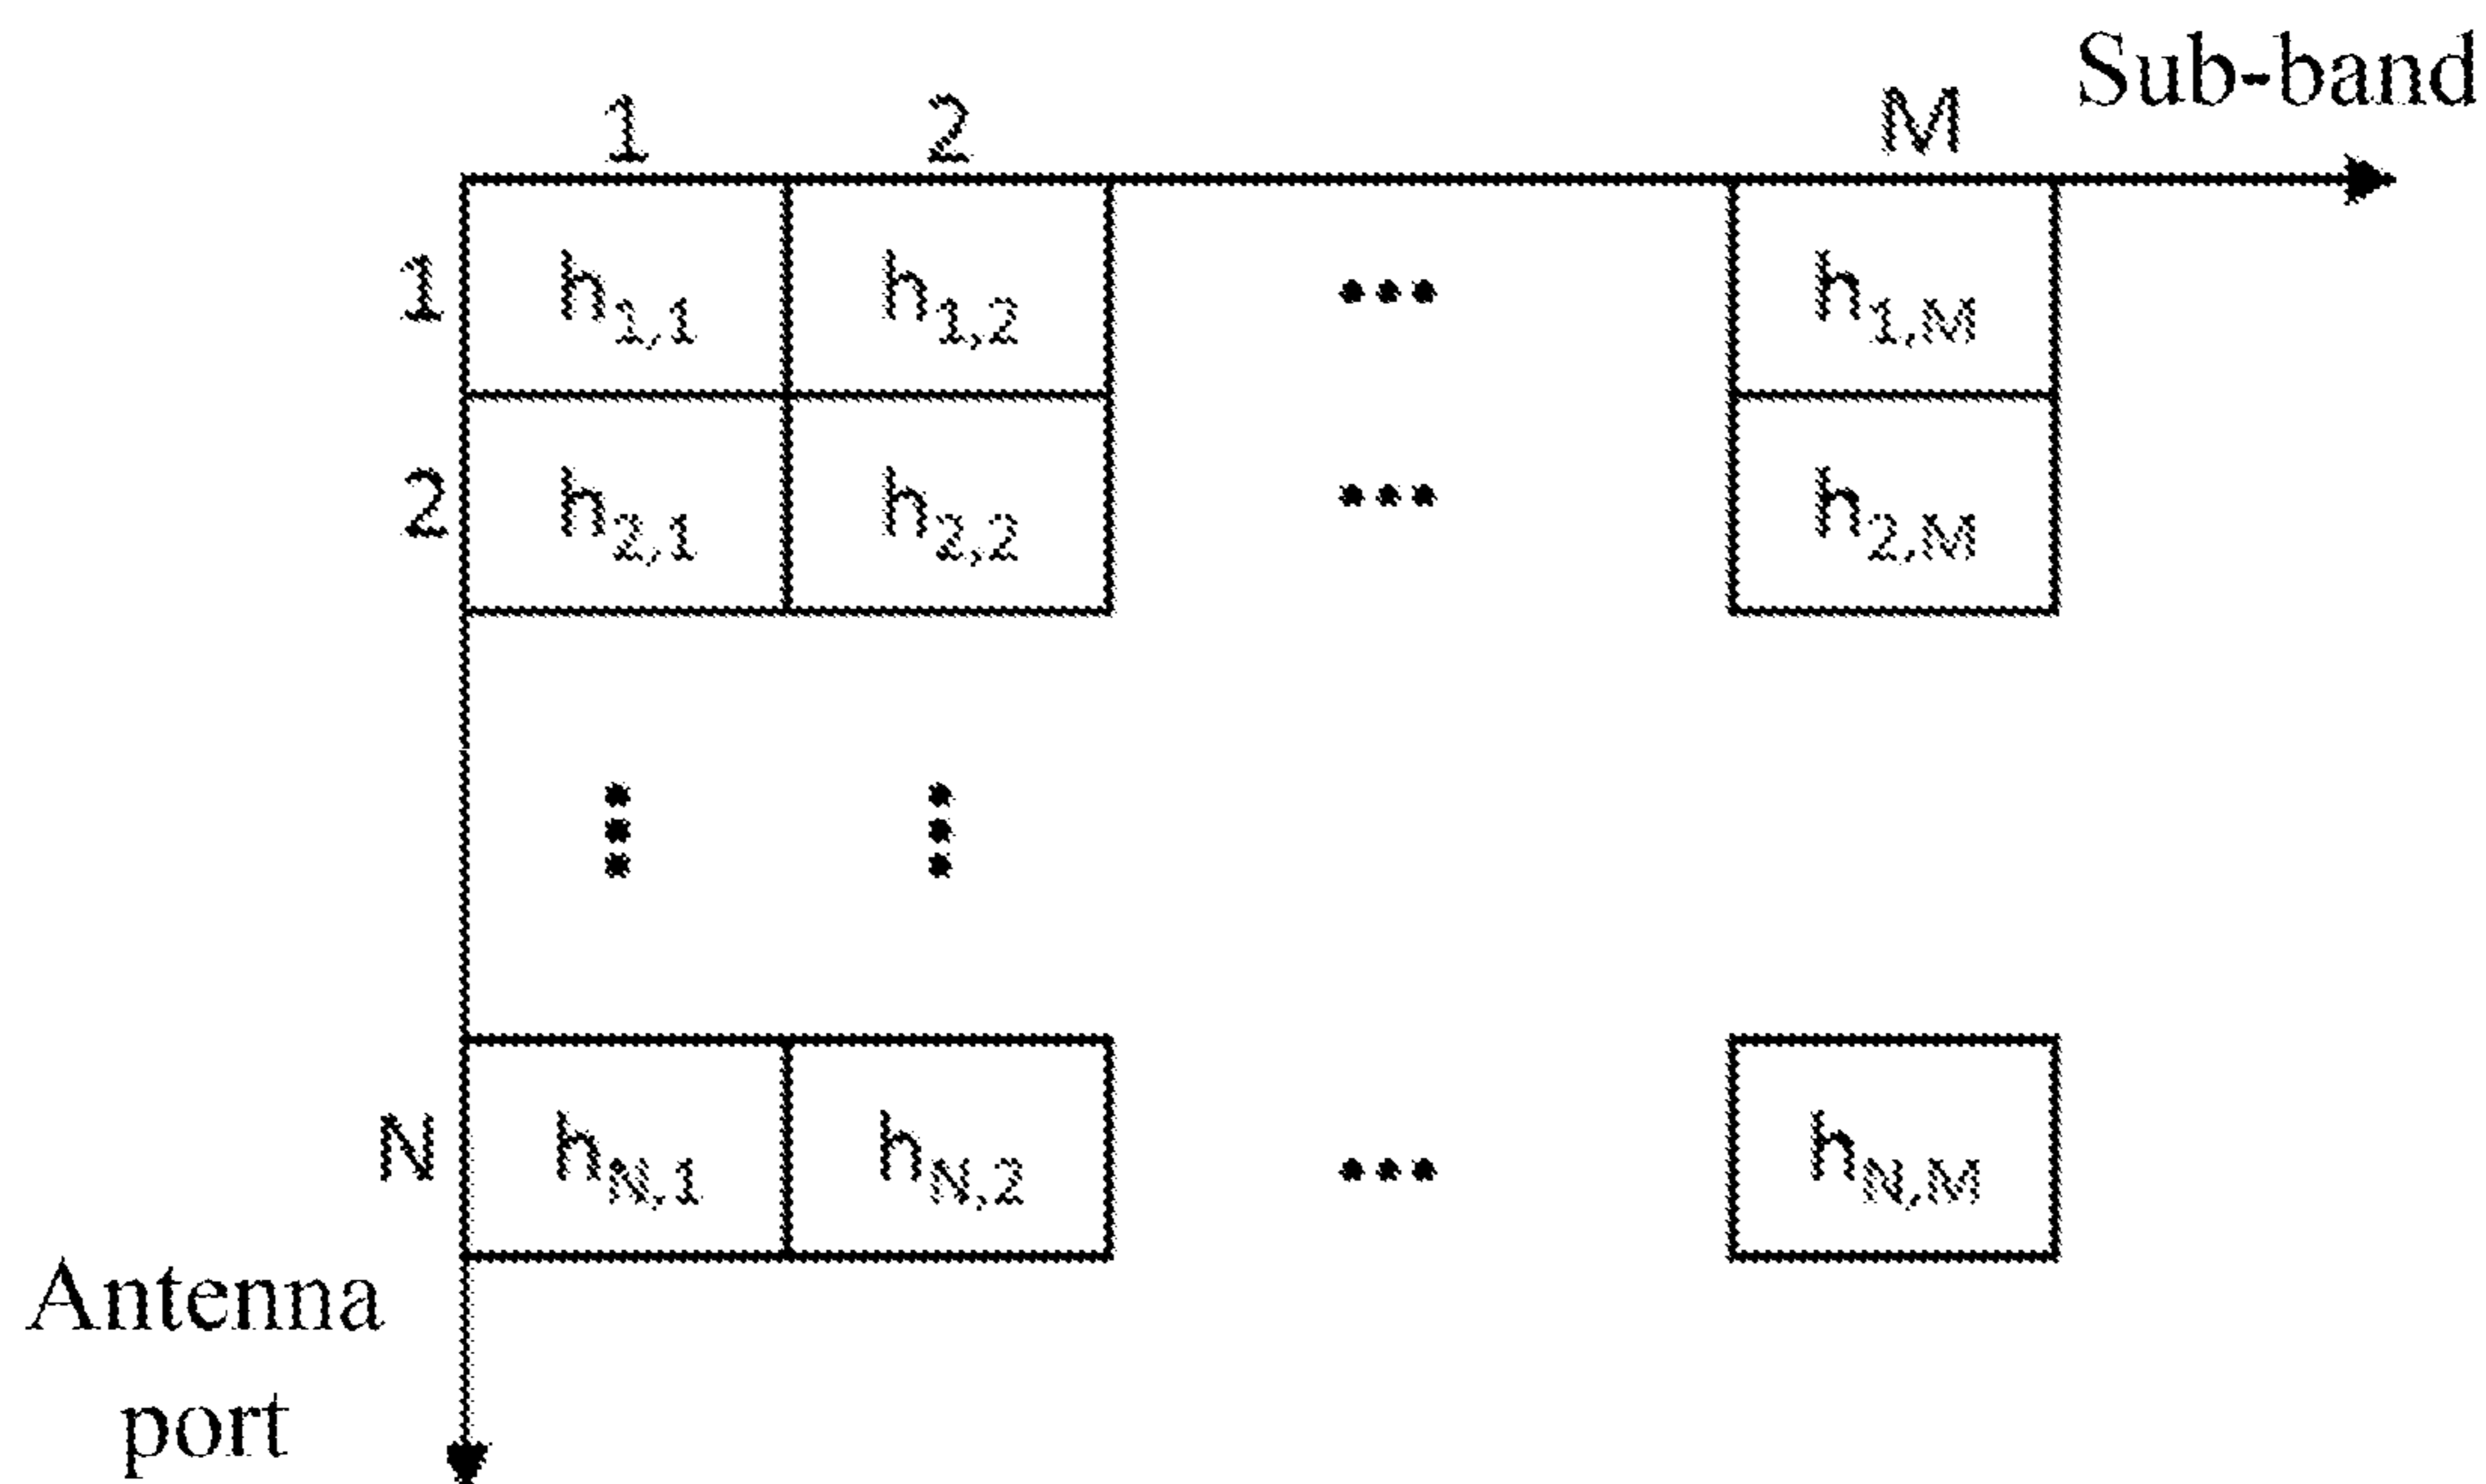 Sub-band
1 2 M
1 h1,1 h1,2 ••• h1,M
2 h2,1 h2,2 ••• h2,M
N hN,1 hN,2 ••• hN,M
Antenna
port